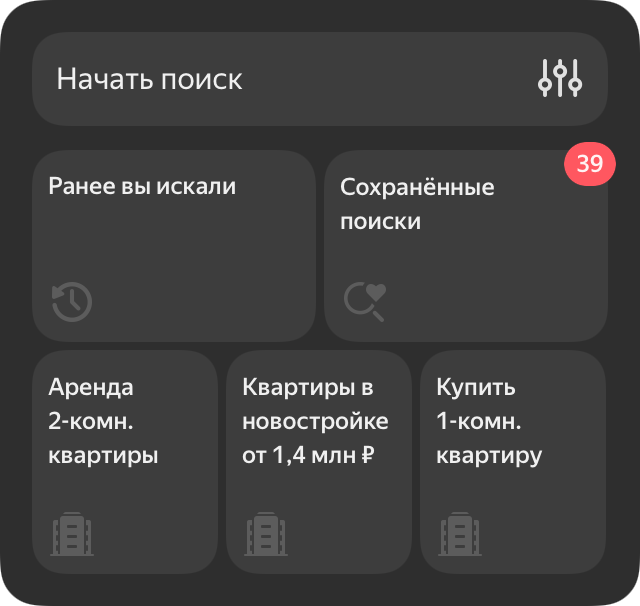 Начать поиск
Ранее вы искали
39
Сохранённые
поиски
Аренда
2-комн.
квартиры
Квартиры в
новостройке
от 1,4 млн ₽
Купить
1-комн.
квартиру